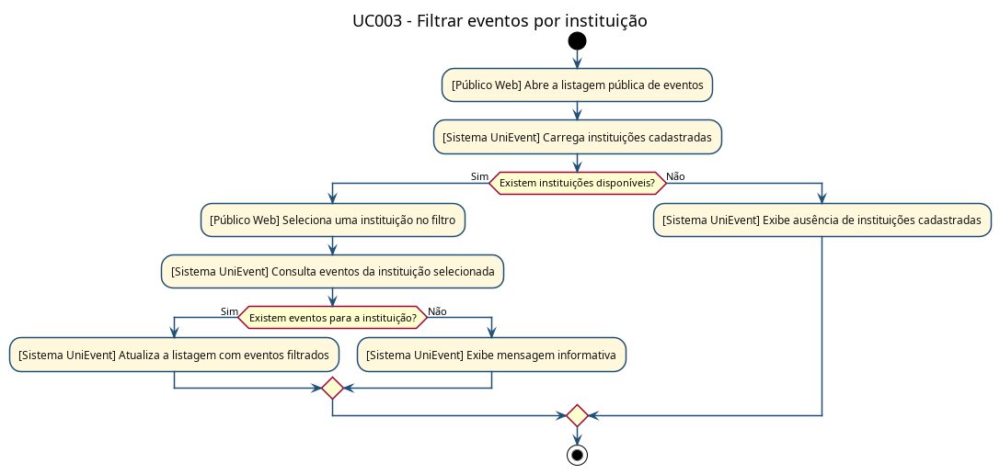 UC003 - Filtrar eventos por instituição
[Público Web] Abre a listagem pública de eventos
[Sistema UniEvent] Carrega instituições cadastradas
Sim
Existem instituições disponíveis?
Não
[Público Web] Seleciona uma instituição no filtro
[Sistema UniEvent] Exibe ausência de instituições cadastradas
[Sistema UniEvent] Consulta eventos da instituição selecionada
Sim
Existem eventos para a instituição?
Não
[Sistema UniEvent] Atualiza a listagem com eventos filtrados
[Sistema UniEvent] Exibe mensagem informativa